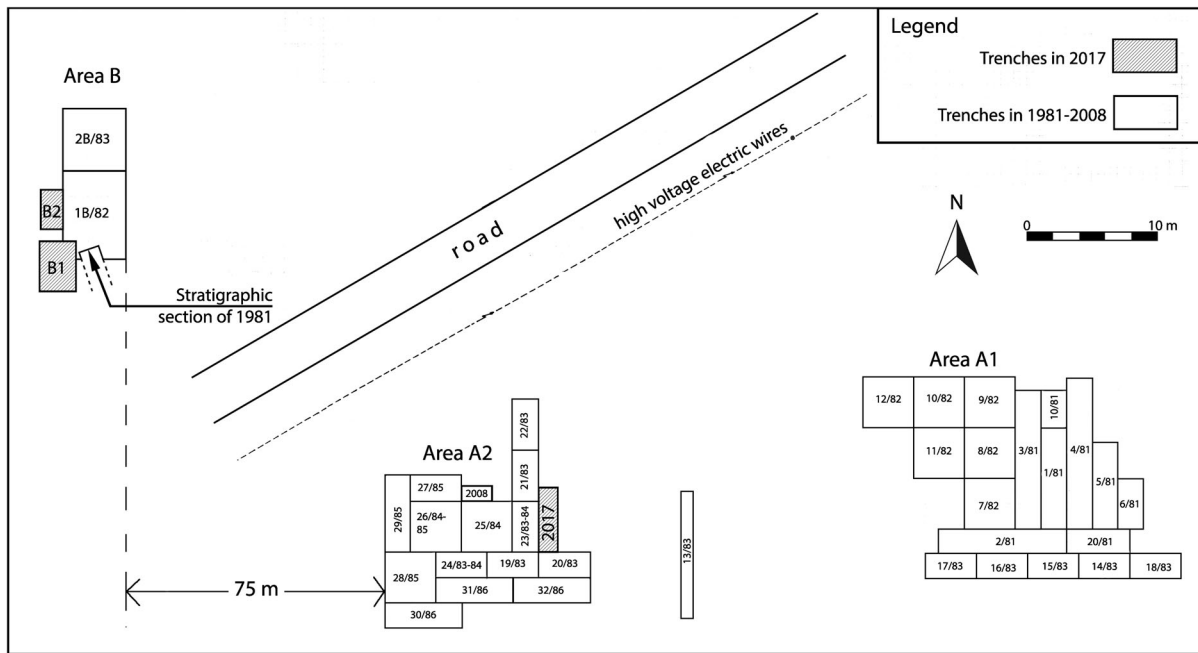 Legend
Trenches in 2017
Trenches in 1981-2008
Area B
2B/83
1B/82
B2
B1
Stratigraphic
section of 1981
road
high voltage electric wires
N
10 m
75 m
Area A2
22/83
21/83
27/85
2008
29/85
26/84-
85
25/84
23/83-84
2017
28/85
24/83-84
19/83
20/83
31/86
32/86
30/86
13/83
Area A1
12/82
10/82
9/82
10/81
11/82
8/82
3/81
1/81
4/81
5/81
6/81
7/82
2/81
20/81
17/83
16/83
15/83
14/83
18/83